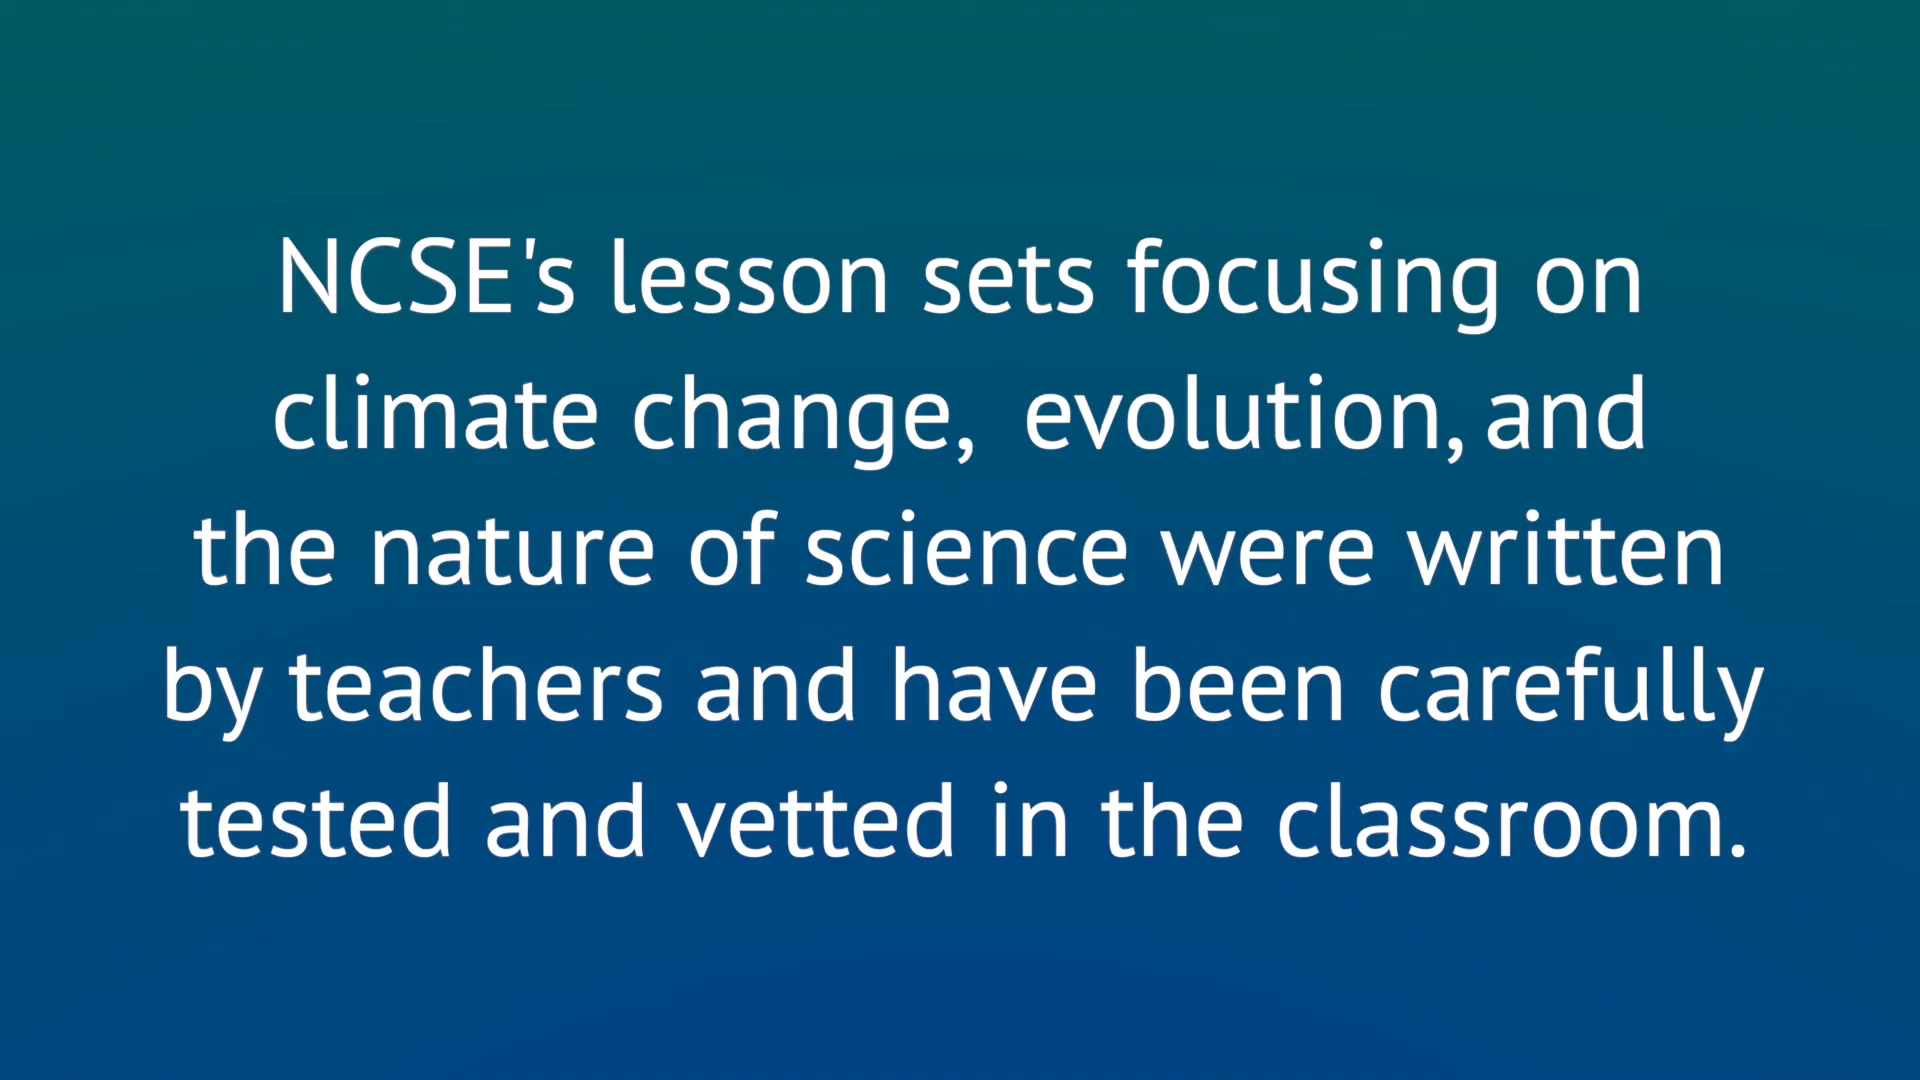 NCSE's lesson sets focusing on
climate change,  evolution, and
the nature of science were written
by teachers and have been carefully
tested and vetted in the classroom.